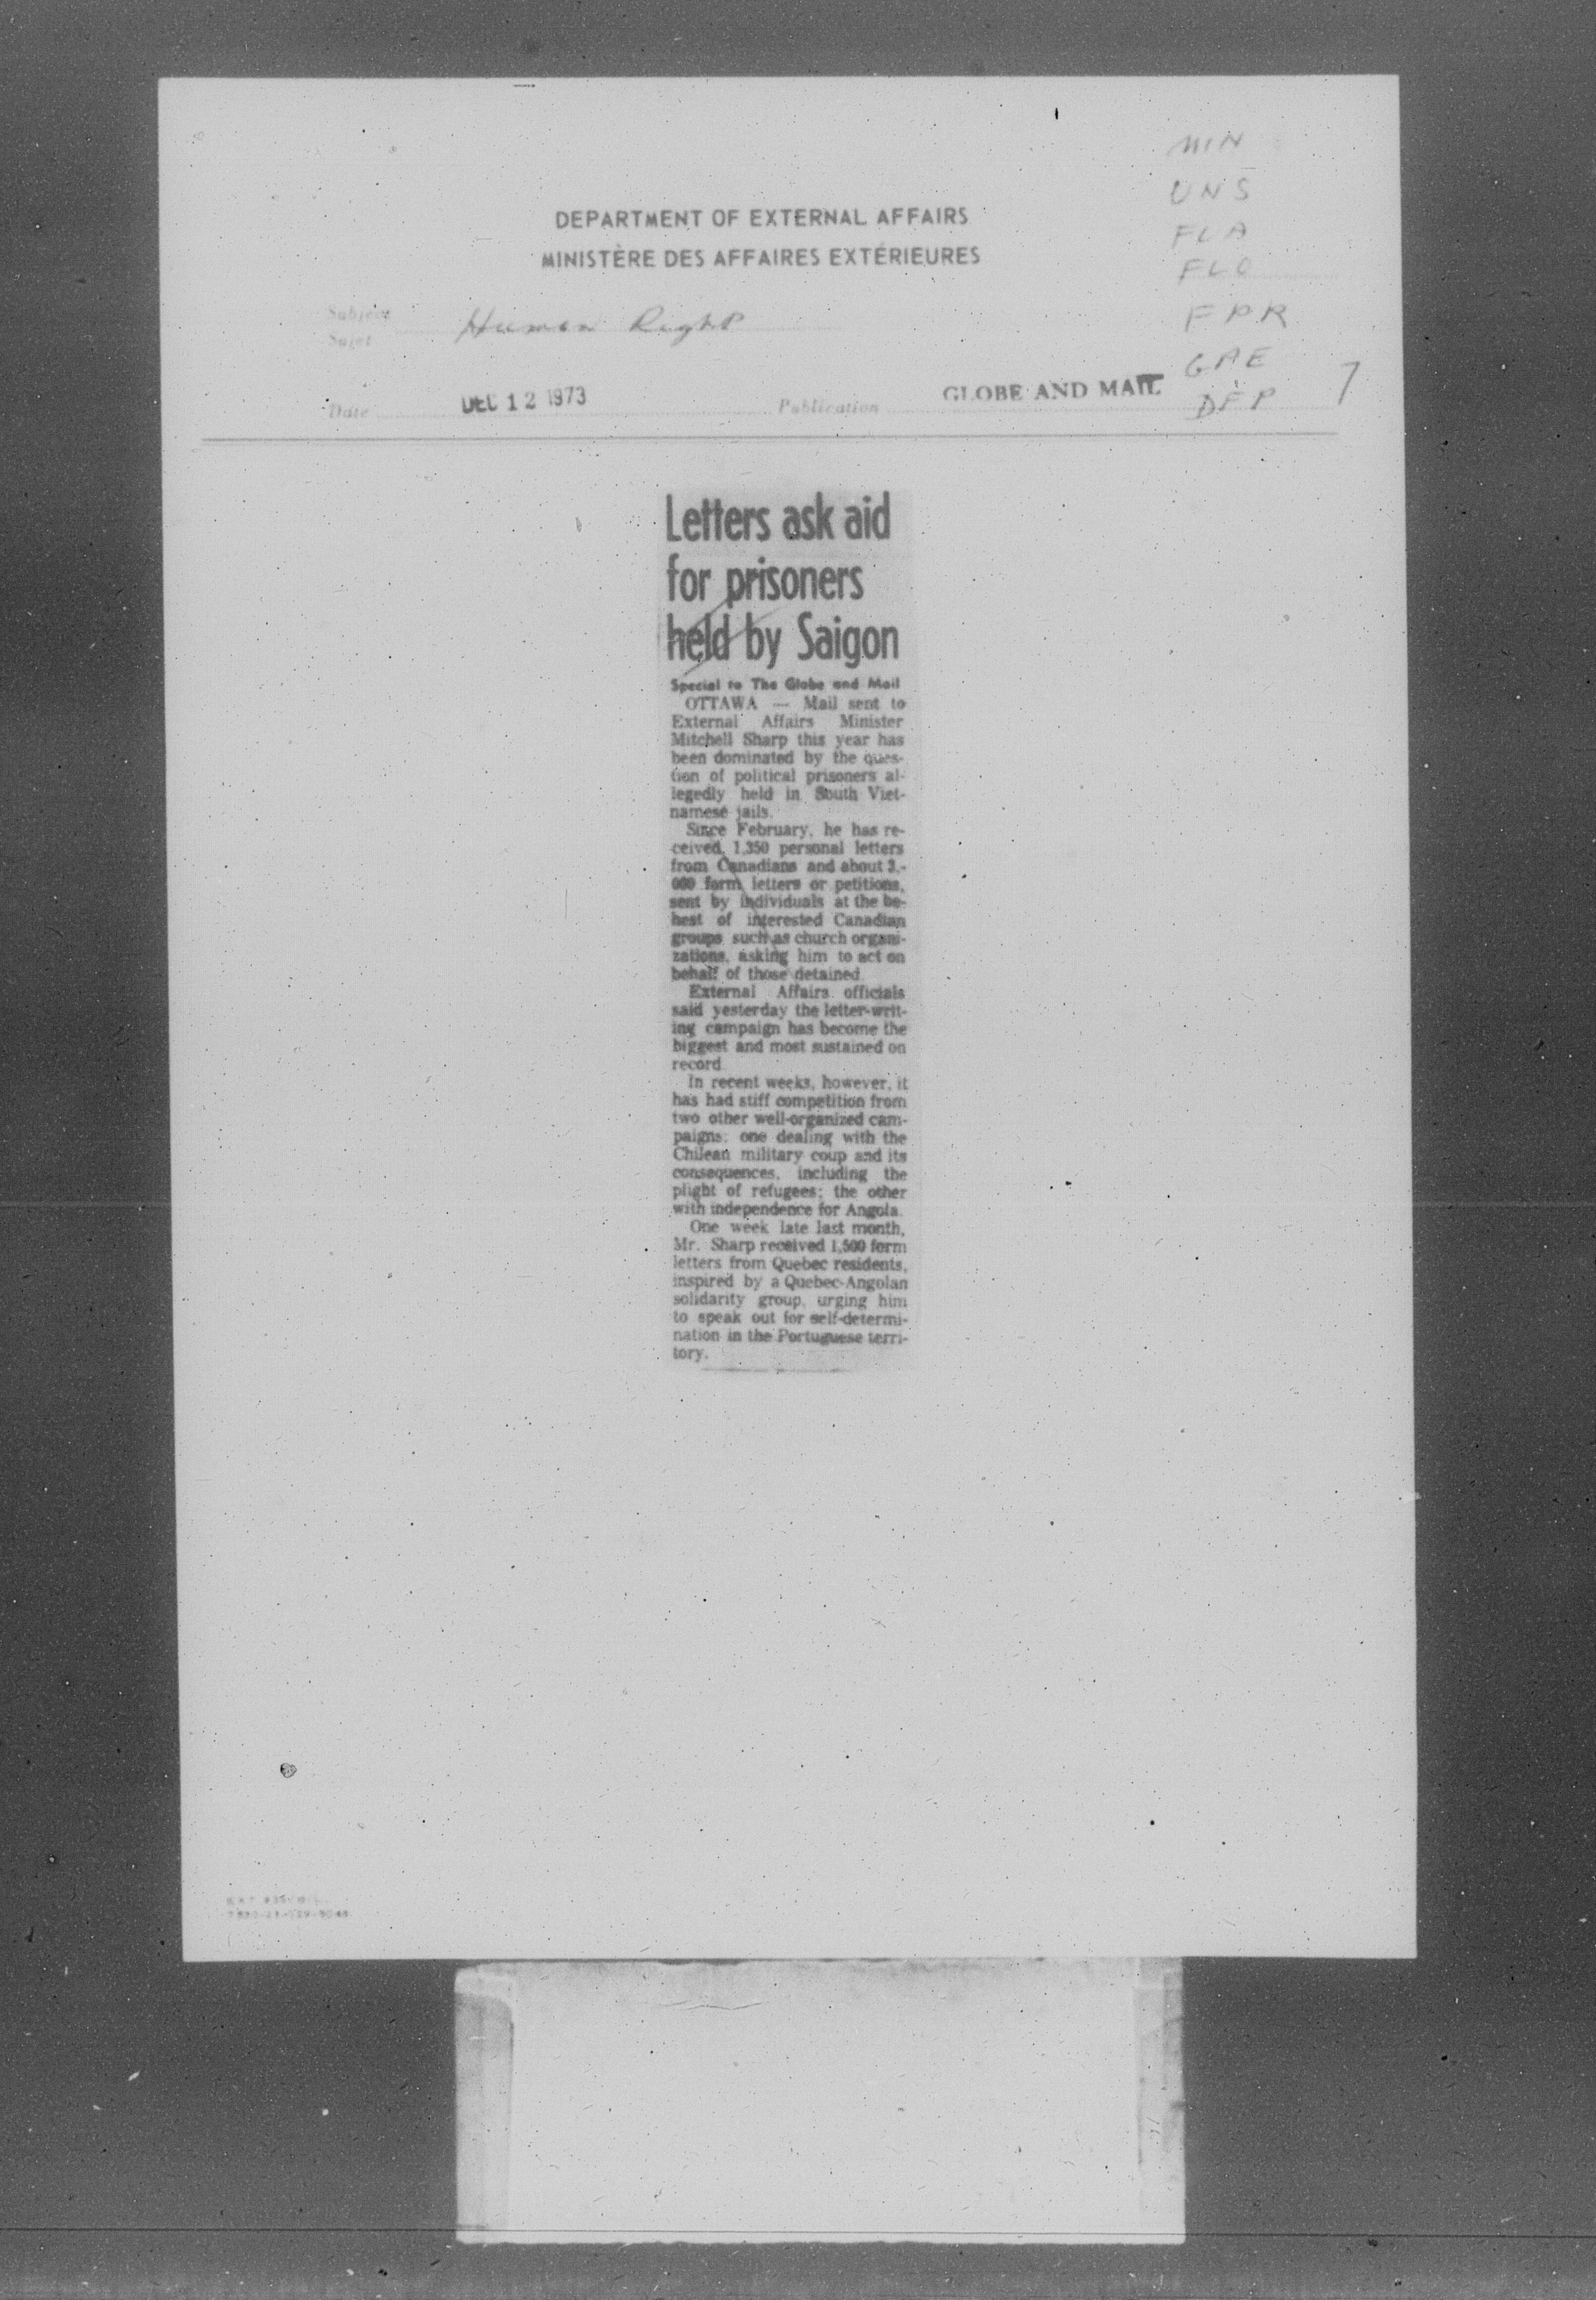 MIN
UNS
DEPARTMENT OF EXTERNAL AFFAIRS
FLA
MINISTÈRE DES AFFAIRES EXTÉRIEURES
FLO
Subject
Sujet
Human Right
FPR
GAE
Date
DEC 12 1973
Publication
GLOBE AND MAIL
DFP
7
Letters ask aid
for prisoners
held by Saigon
Special to The Globe and Mail
OTTAWA — Mail sent to
External Affairs Minister
Mitchell Sharp this year has
been dominated by the ques-
tion of political prisoners al-
legedly held in South Viet-
namese jails.
Since February, he has re-
ceived 1,350 personal letters
from Canadians and about 3,-
000 form letters or petitions,
sent by individuals at the be-
hest of interested Canadian
groups such as church organi-
zations, asking him to act on
behalf of those detained.
External Affairs officials
said yesterday the letter-writ-
ing campaign has become the
biggest and most sustained on
record.
In recent weeks, however, it
has had stiff competition from
two other well-organized cam-
paigns: one dealing with the
Chilean military coup and its
consequences, including the
plight of refugees; the other
with independence for Angola.
One week late last month,
Mr. Sharp received 1,500 form
letters from Quebec residents,
inspired by a Quebec-Angolan
solidarity group, urging him
to speak out for self-determi-
nation in the Portuguese terri-
tory.